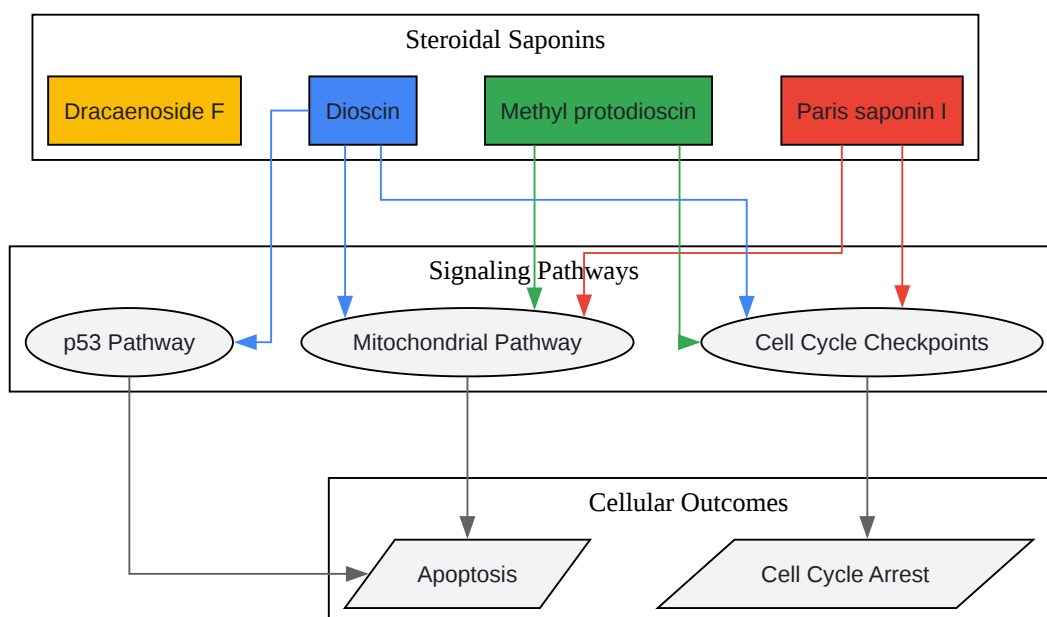 Steroidal Saponins
Dracaenoside F
Dioscin
Methyl protodioscin
Paris saponin I
Signaling Pathways
p53 Pathway
Mitochondrial Pathway
Cell Cycle Checkpoints
Cellular Outcomes
Apoptosis
Cell Cycle Arrest